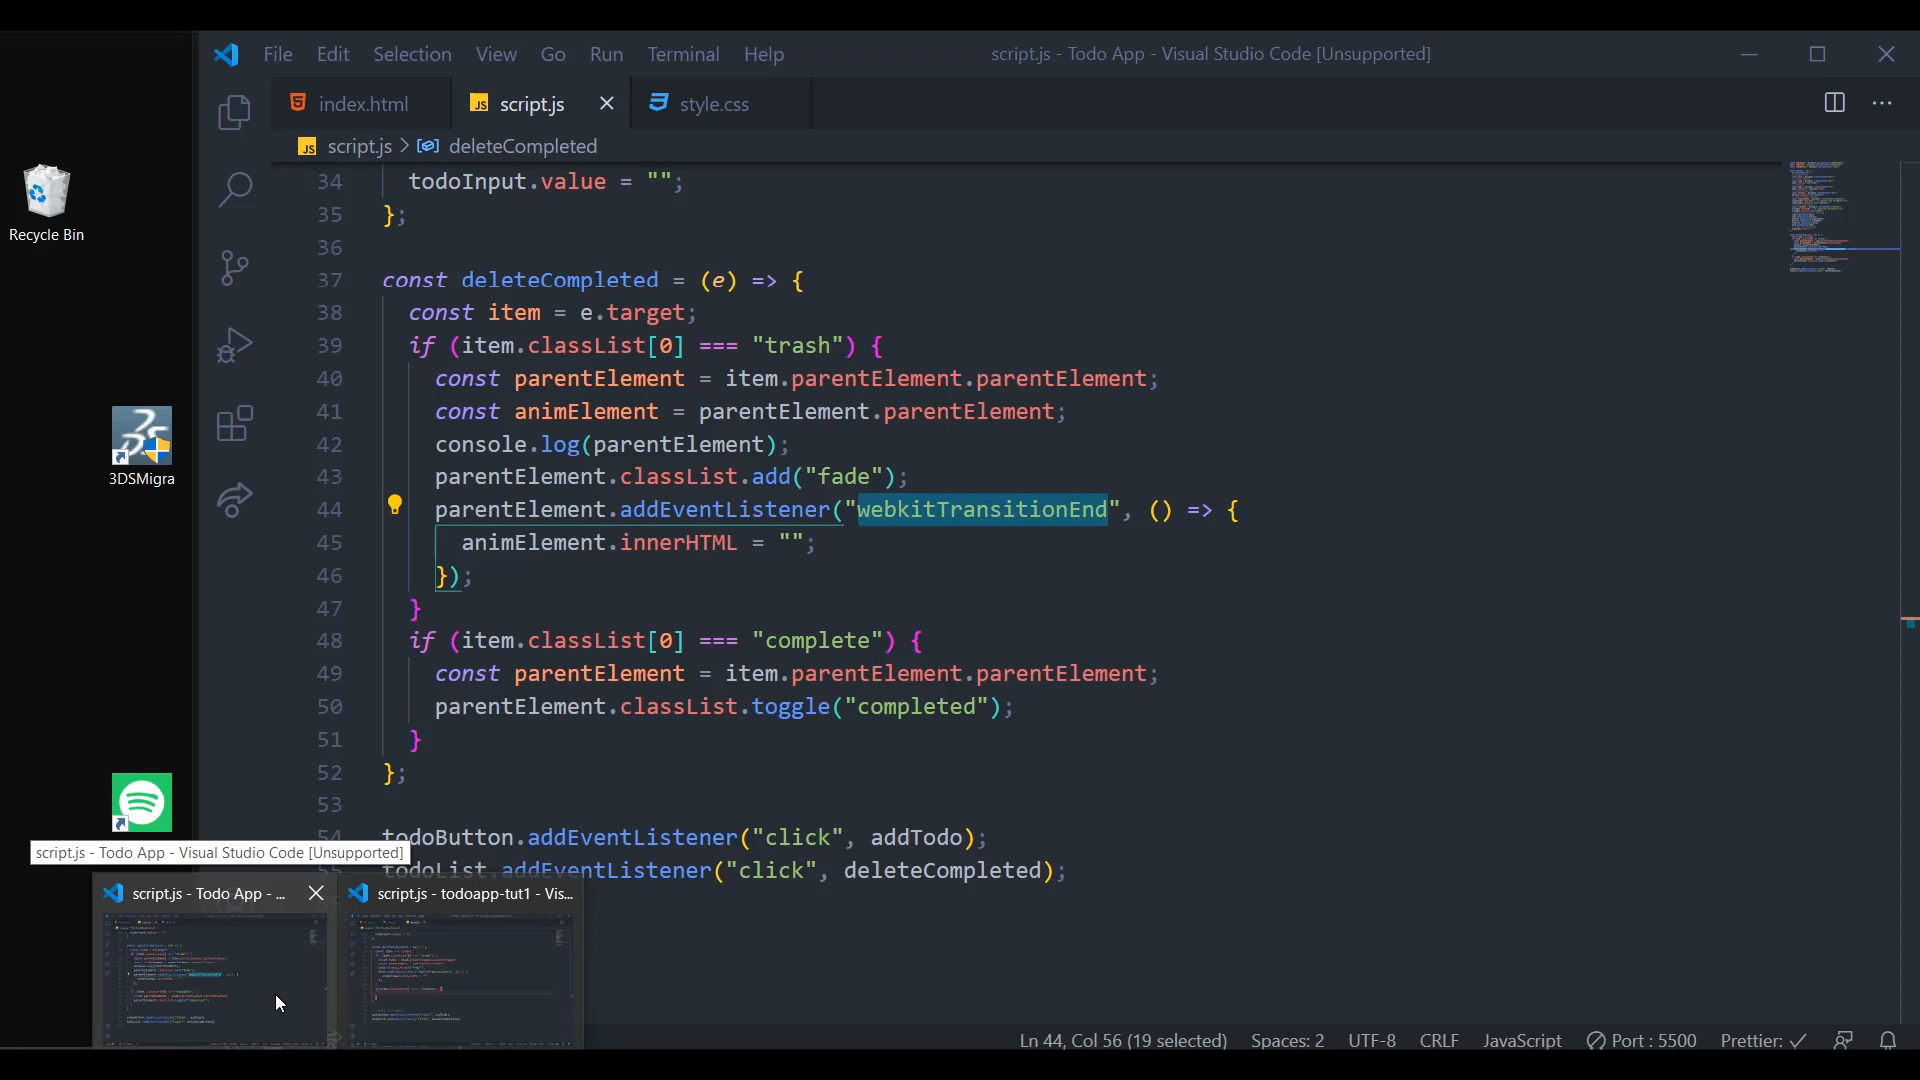 File Edit Selection View Go Run Terminal Help script.js - Todo App - Visual Studio Code [Unsupported]
index.html JS script.js style.css
JS script.js > deleteCompleted
34 todoInput.value = "";
35 };
36
37 const deleteCompleted = (e) => {
38 const item = e.target;
39 if (item.classList[0] === "trash") {
40 const parentElement = item.parentElement.parentElement;
41 const animElement = parentElement.parentElement;
42 console.log(parentElement);
43 parentElement.classList.add("fade");
44 parentElement.addEventListener("webkitTransitionEnd", () => {
45 animElement.innerHTML = "";
46 });
47 }
48 if (item.classList[0] === "complete") {
49 const parentElement = item.parentElement.parentElement;
50 parentElement.classList.toggle("completed");
51 }
52 };
53
54 todoButton.addEventListener("click", addTodo);
todoList.addEventListener("click", deleteCompleted);
Recycle Bin
3DSMigra
script.js - Todo App - Visual Studio Code [Unsupported]
script.js - Todo App - ...
script.js - todoapp-tut1 - Vis...
Ln 44, Col 56 (19 selected) Spaces: 2 UTF-8 CRLF JavaScript Port : 5500 Prettier: ✓